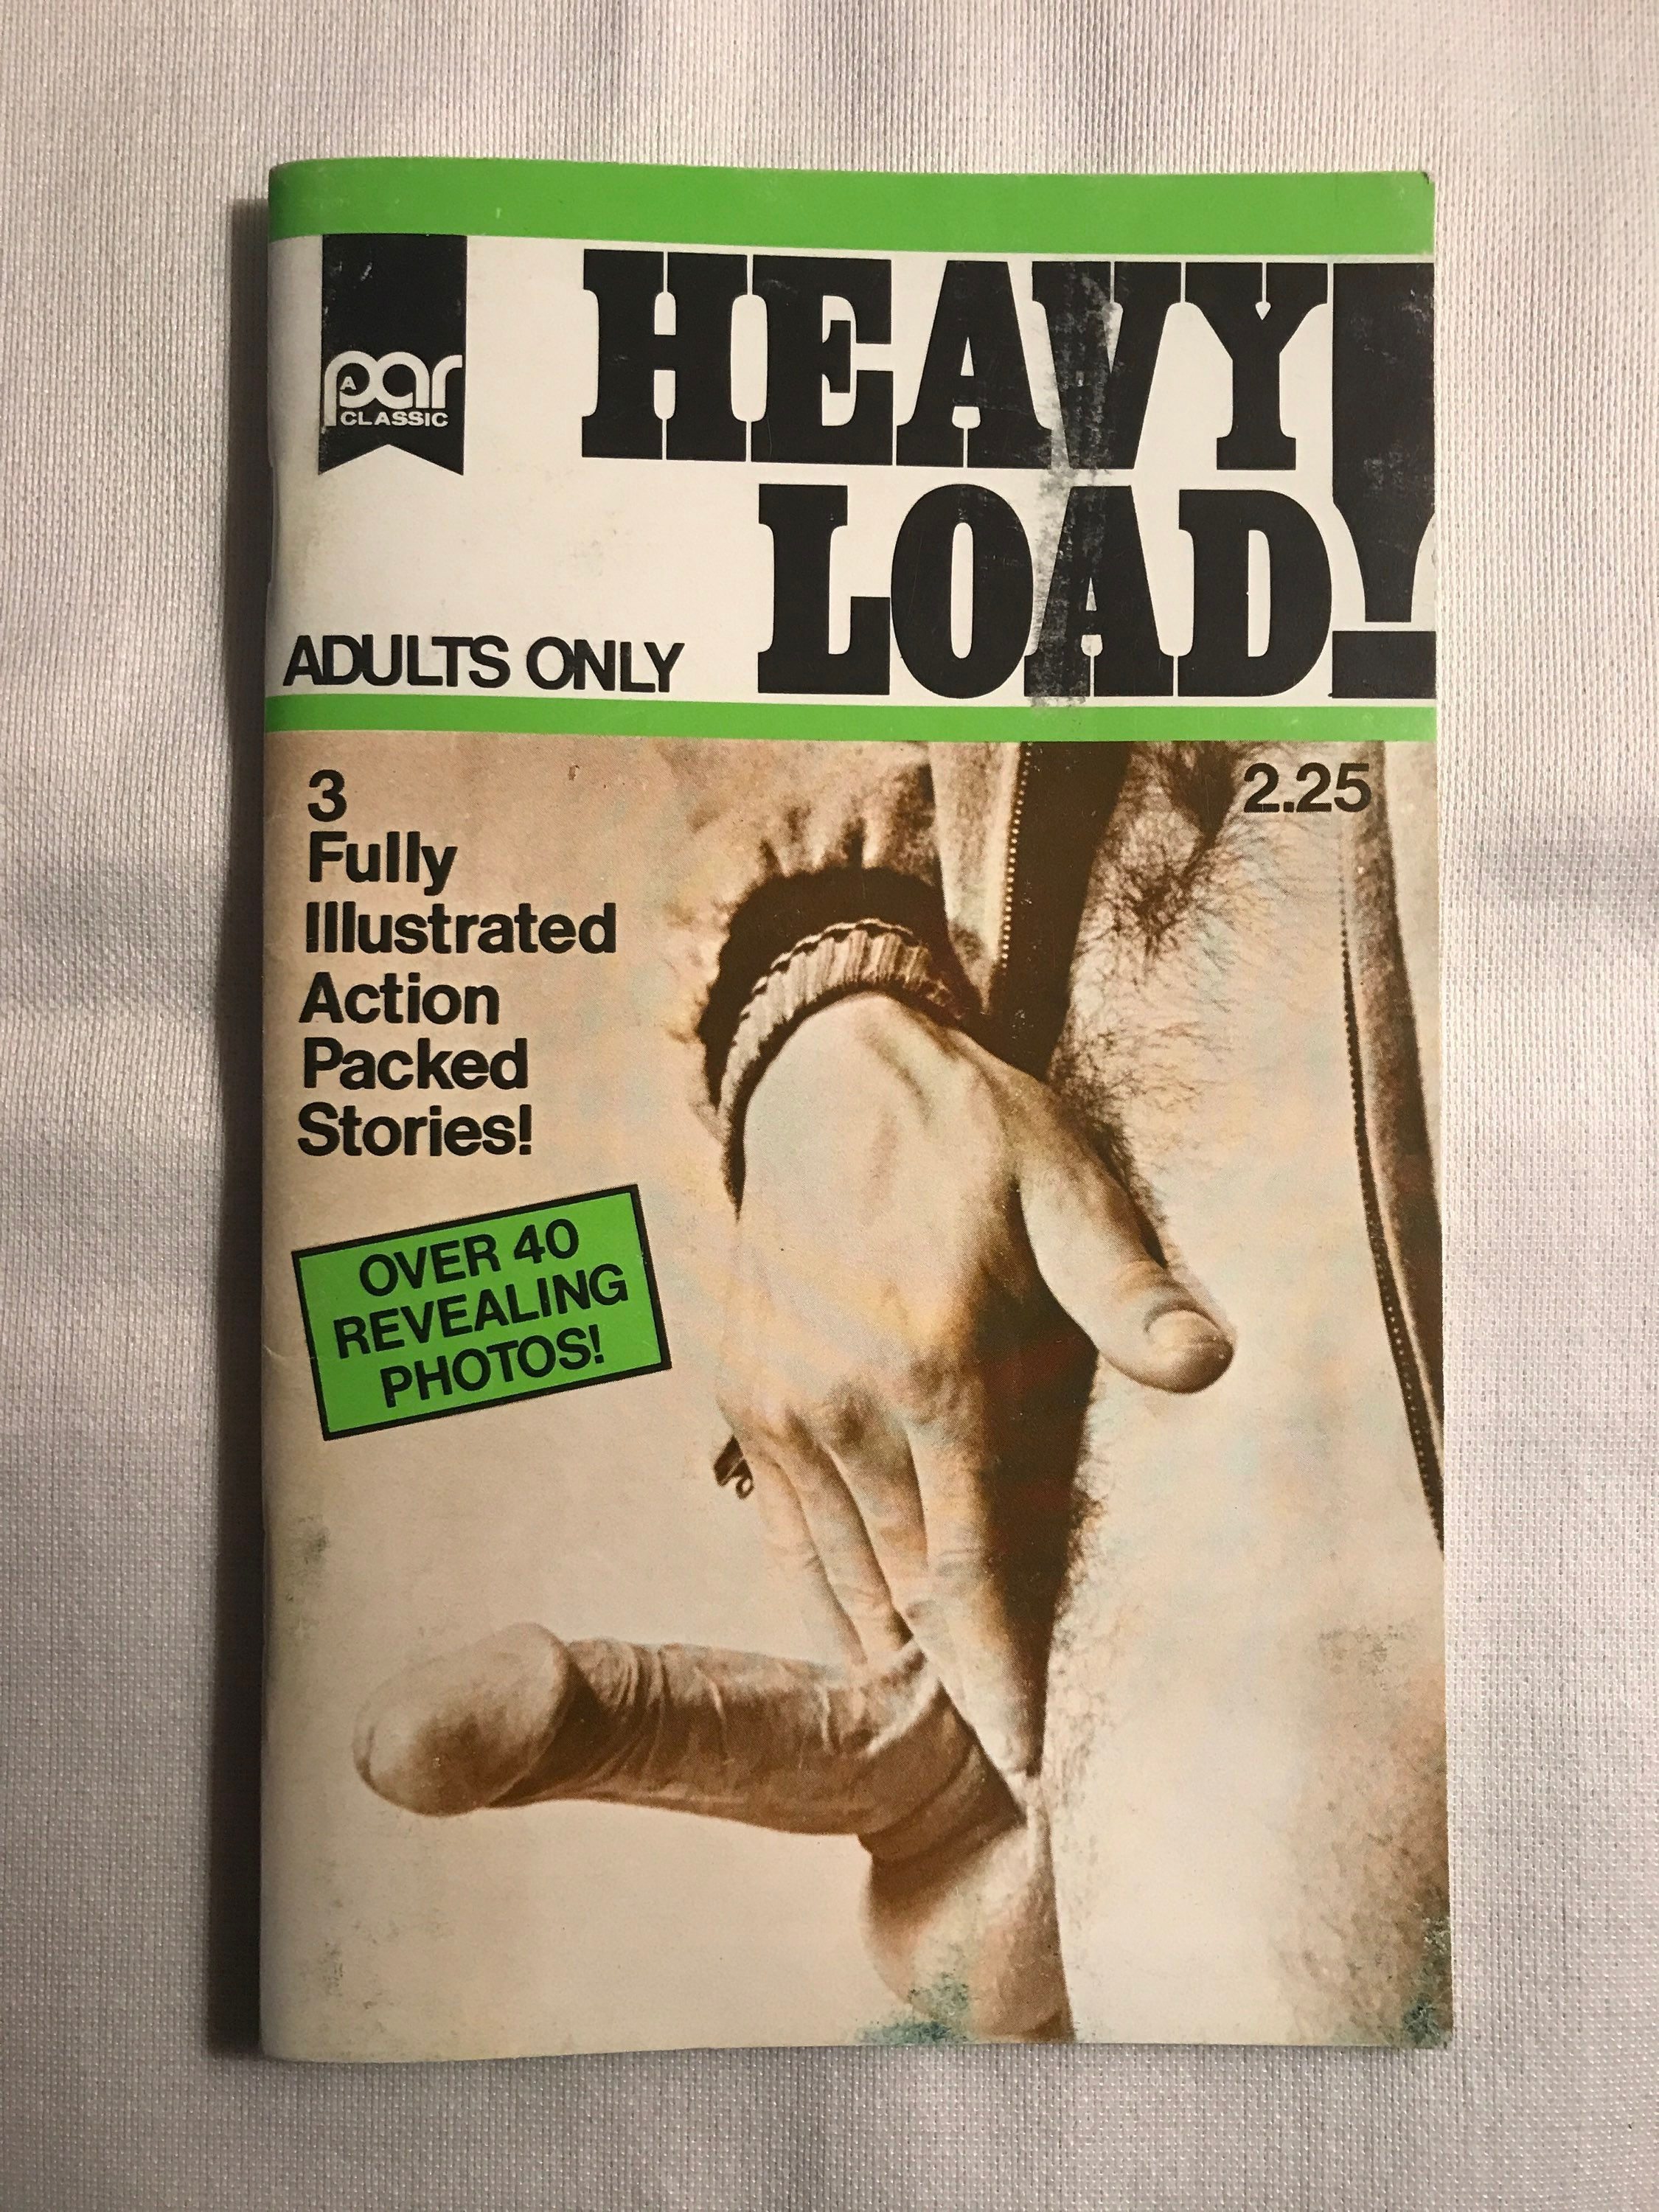 A
par
CLASSIC
HEAVY
LOAD!
ADULTS ONLY
3
Fully
Illustrated
Action
Packed
Stories!
2.25
OVER 40
REVEALING
PHOTOS!